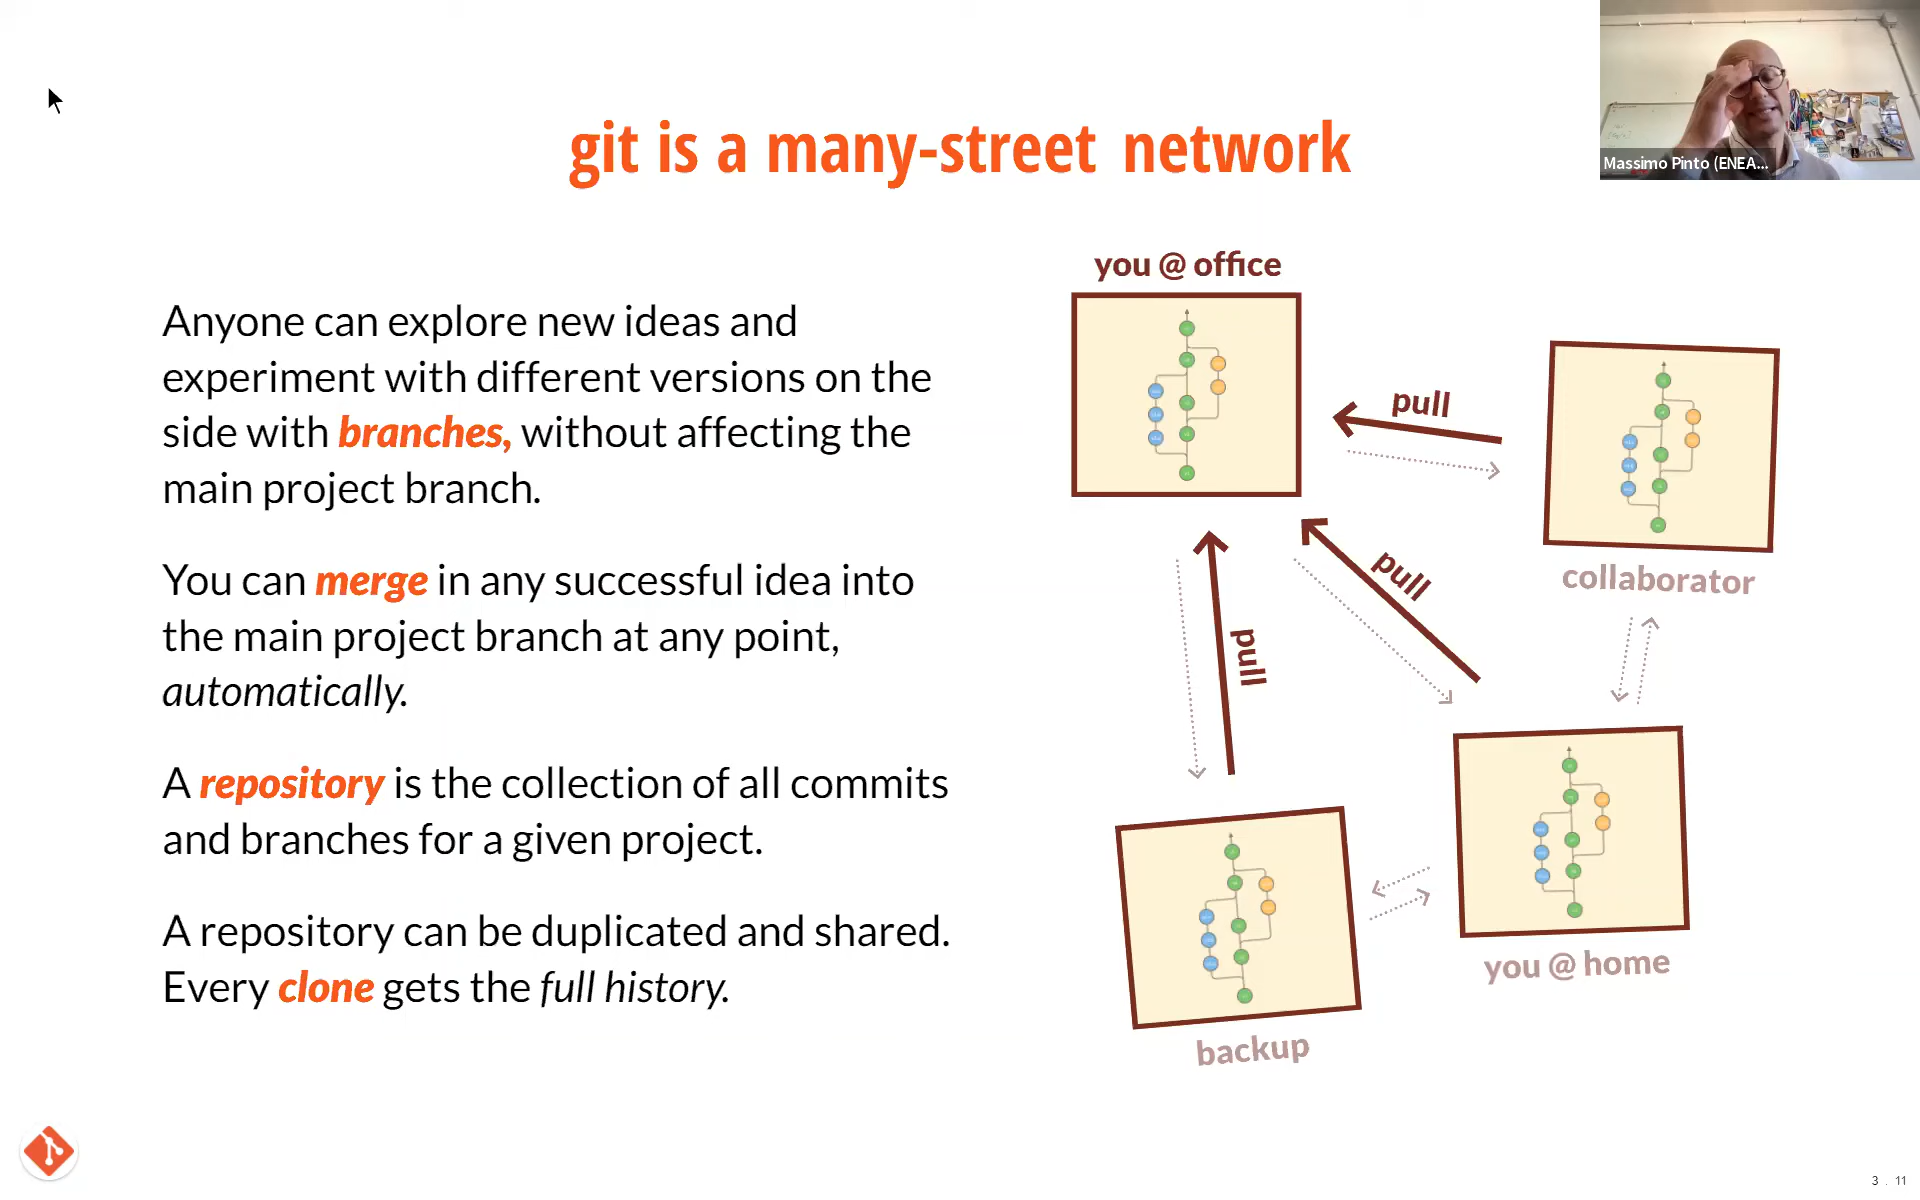 Massimo Pinto (ENEA...
git is a many-street network
Anyone can explore new ideas and
experiment with different versions on the
side with branches, without affecting the
main project branch.
You can merge in any successful idea into
the main project branch at any point,
automatically.
A repository is the collection of all commits
and branches for a given project.
A repository can be duplicated and shared.
Every clone gets the full history.
you @ office
pull
collaborator
pull
pull
you @ home
backup
3 . 11